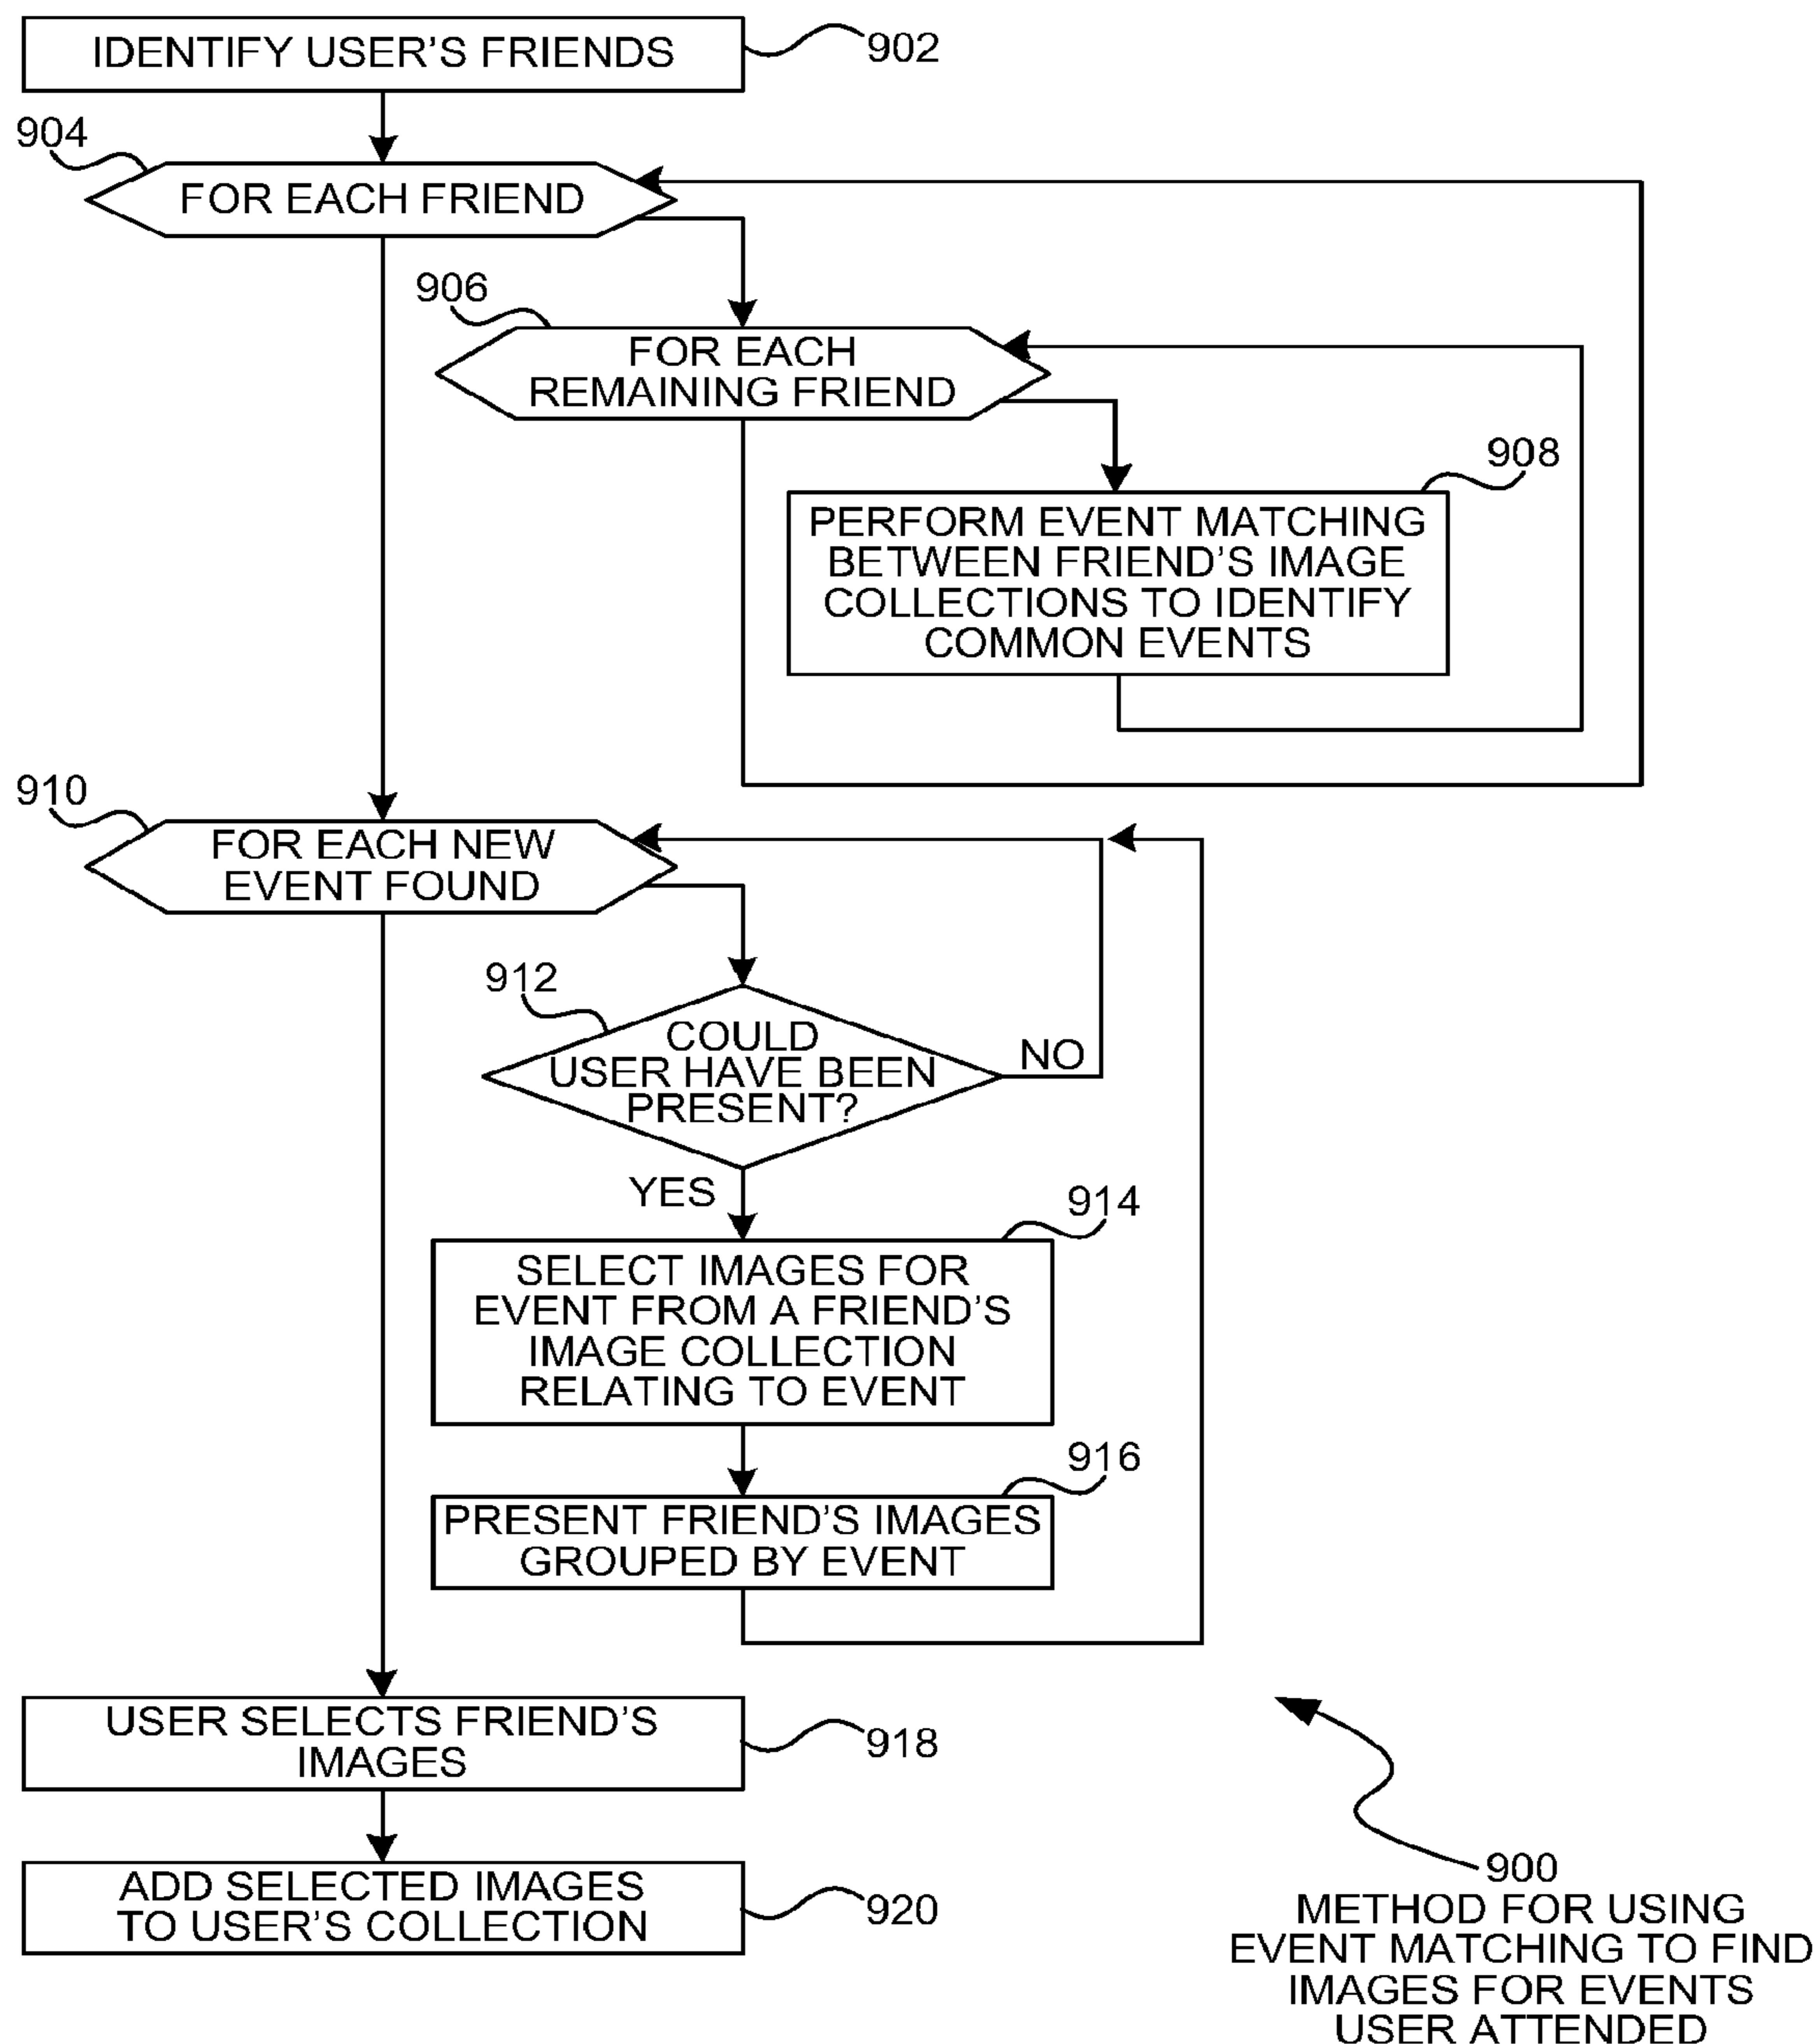 IDENTIFY USER'S FRIENDS
902
904
FOR EACH FRIEND
906
FOR EACH
REMAINING FRIEND
908
PERFORM EVENT MATCHING
BETWEEN FRIEND'S IMAGE
COLLECTIONS TO IDENTIFY
COMMON EVENTS
910
FOR EACH NEW
EVENT FOUND
912
COULD
USER HAVE BEEN
PRESENT?
NO
YES
914
SELECT IMAGES FOR
EVENT FROM A FRIEND'S
IMAGE COLLECTION
RELATING TO EVENT
916
PRESENT FRIEND'S IMAGES
GROUPED BY EVENT
USER SELECTS FRIEND'S
IMAGES
918
ADD SELECTED IMAGES
TO USER'S COLLECTION
920
900
METHOD FOR USING
EVENT MATCHING TO FIND
IMAGES FOR EVENTS
USER ATTENDED